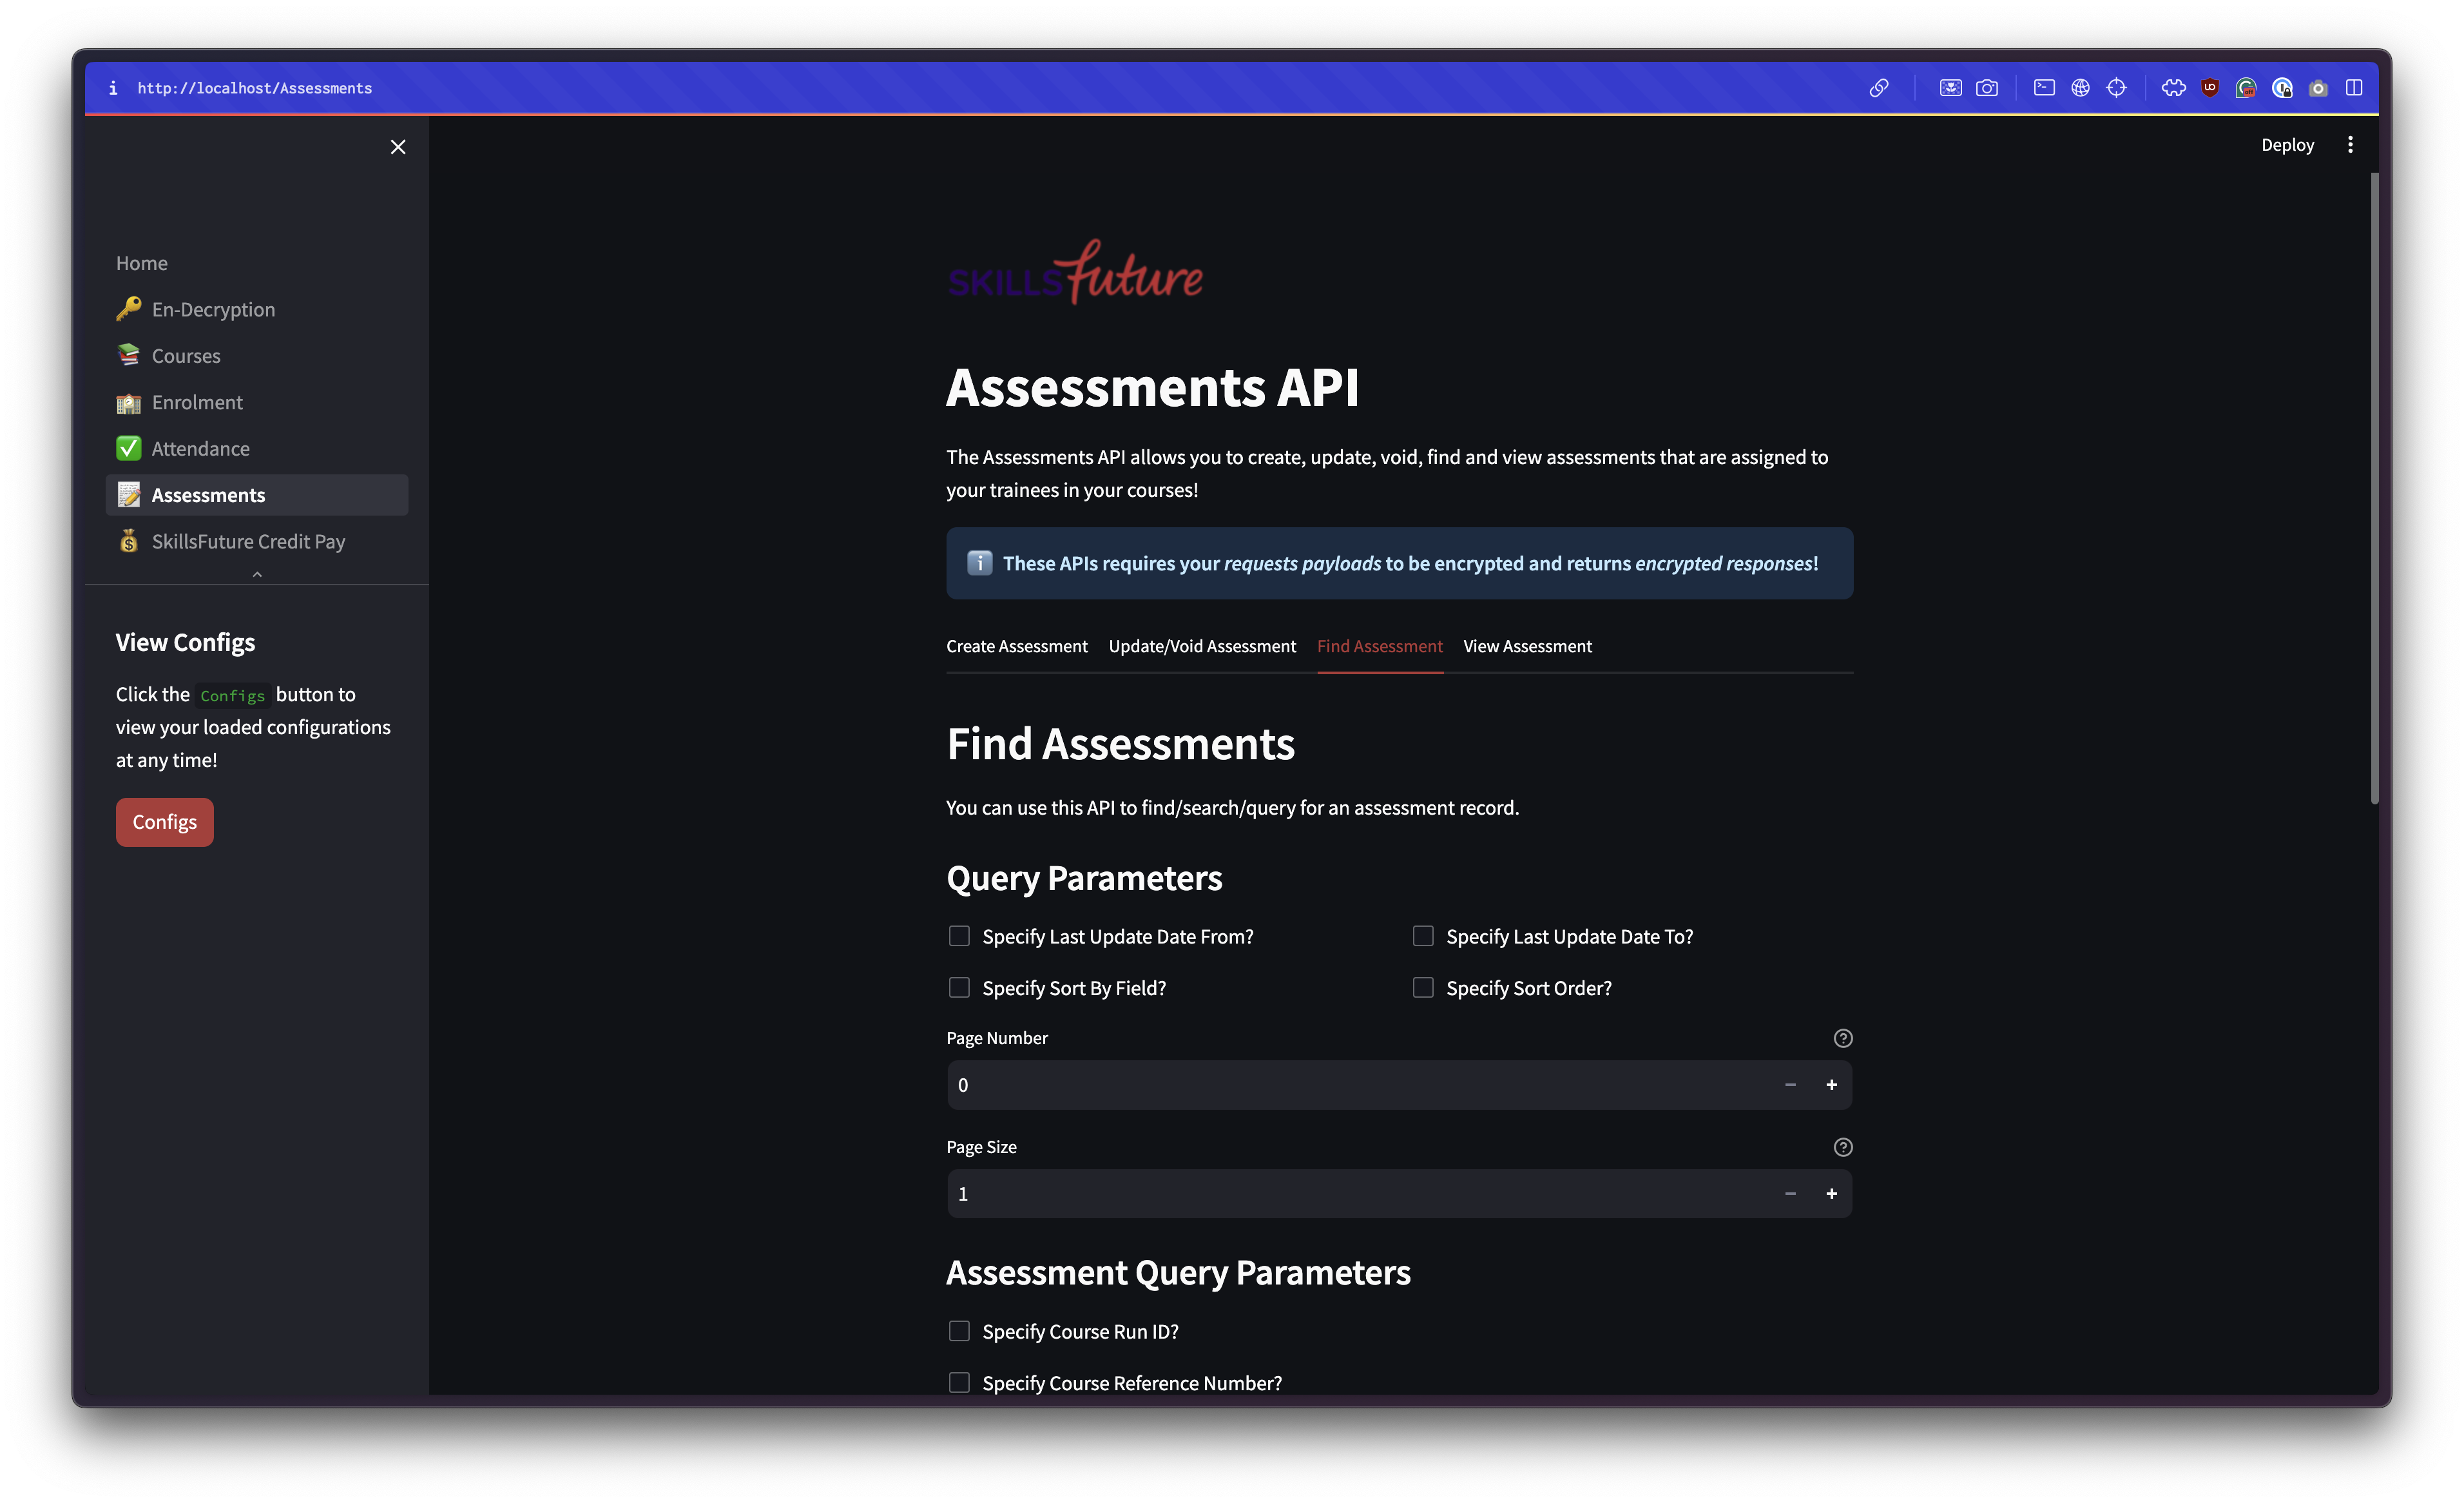 http://localhost/Assessments
Deploy
Home
En-Decryption
Courses
Enrolment
Attendance
Assessments
SkillsFuture Credit Pay
View Configs
Click the Configs button to
view your loaded configurations
at any time!
Configs
SKILLSfuture
Assessments API
The Assessments API allows you to create, update, void, find and view assessments that are assigned to
your trainees in your courses!
These APIs requires your requests payloads to be encrypted and returns encrypted responses!
Create Assessment Update/Void Assessment Find Assessment View Assessment
Find Assessments
You can use this API to find/search/query for an assessment record.
Query Parameters
Specify Last Update Date From? Specify Last Update Date To?
Specify Sort By Field? Specify Sort Order?
Page Number
0
Page Size
1
Assessment Query Parameters
Specify Course Run ID?
Specify Course Reference Number?